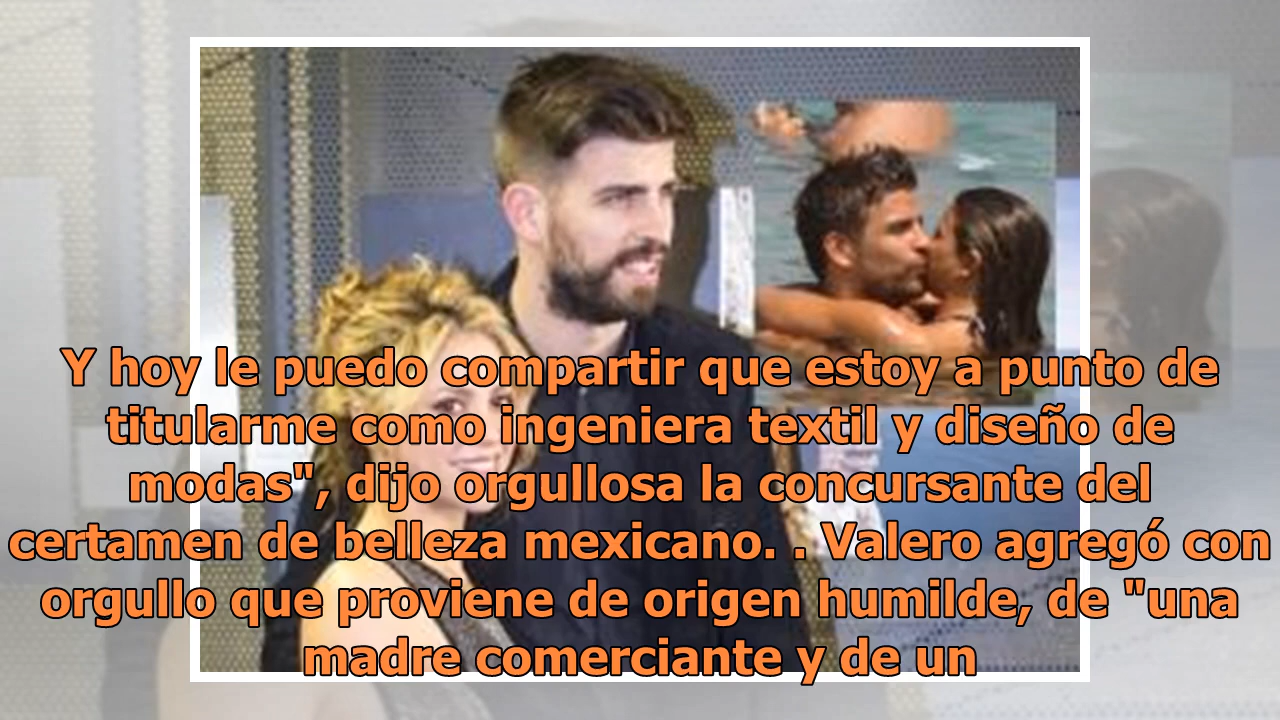 Y hoy le puedo compartir que estoy a punto de
titularme como ingeniera textil y diseño de
modas", dijo orgullosa la concursante del
certamen de belleza mexicano. . Valero agregó con
orgullo que proviene de origen humilde, de "una
madre comerciante y de un